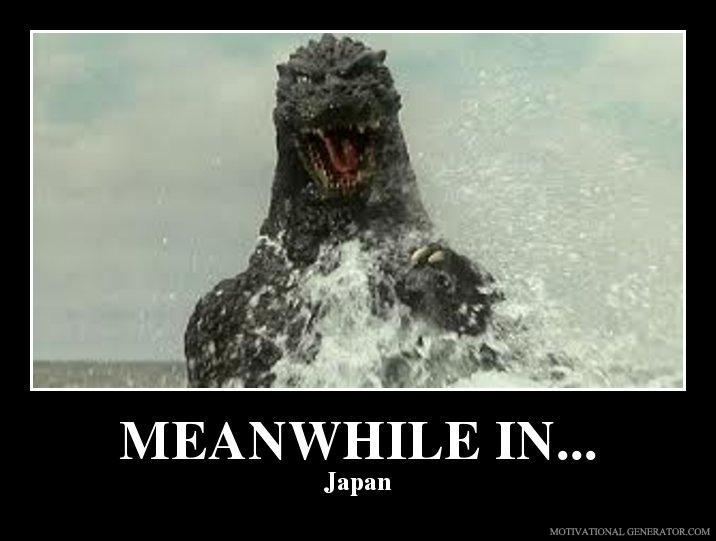 MEANWHILE IN...
Japan
MOTIVATIONAL GENERATOR.COM